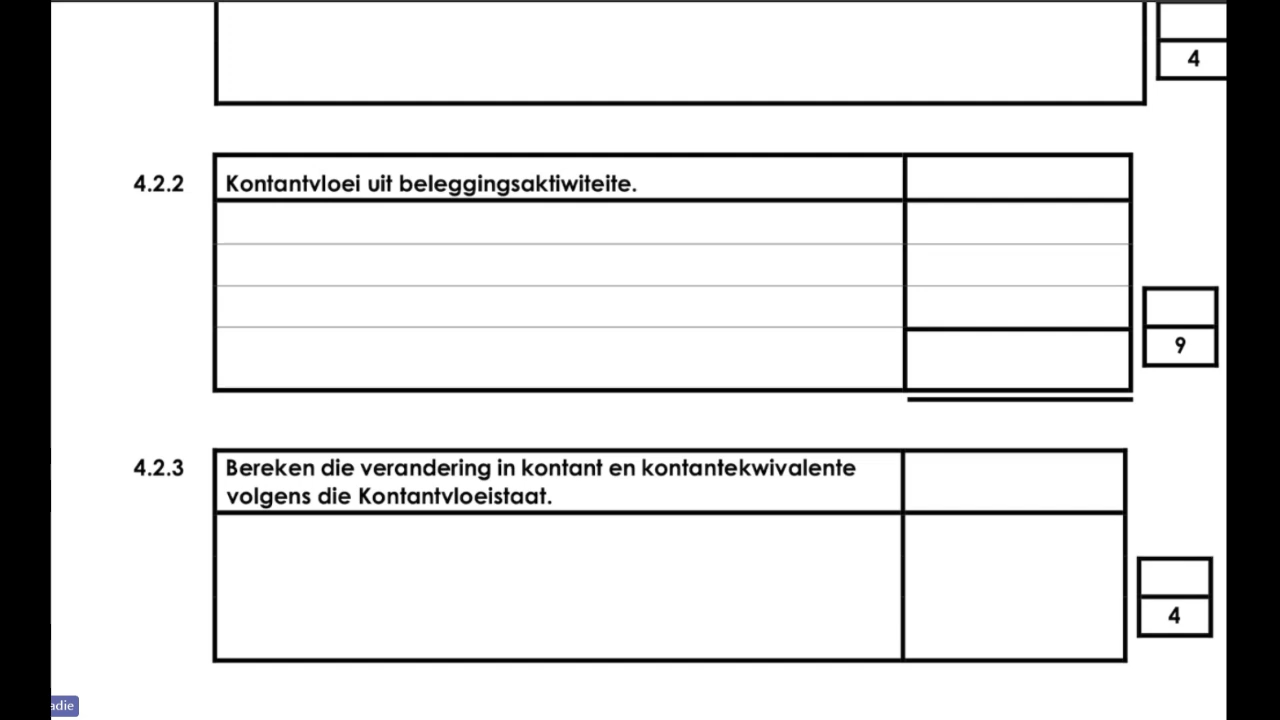 4
4.2.2 Kontantvloei uit beleggingsaktiwiteite.
9
4.2.3 Bereken die verandering in kontant en kontantekwivalente
volgens die Kontantvloeistaat.
4
adie